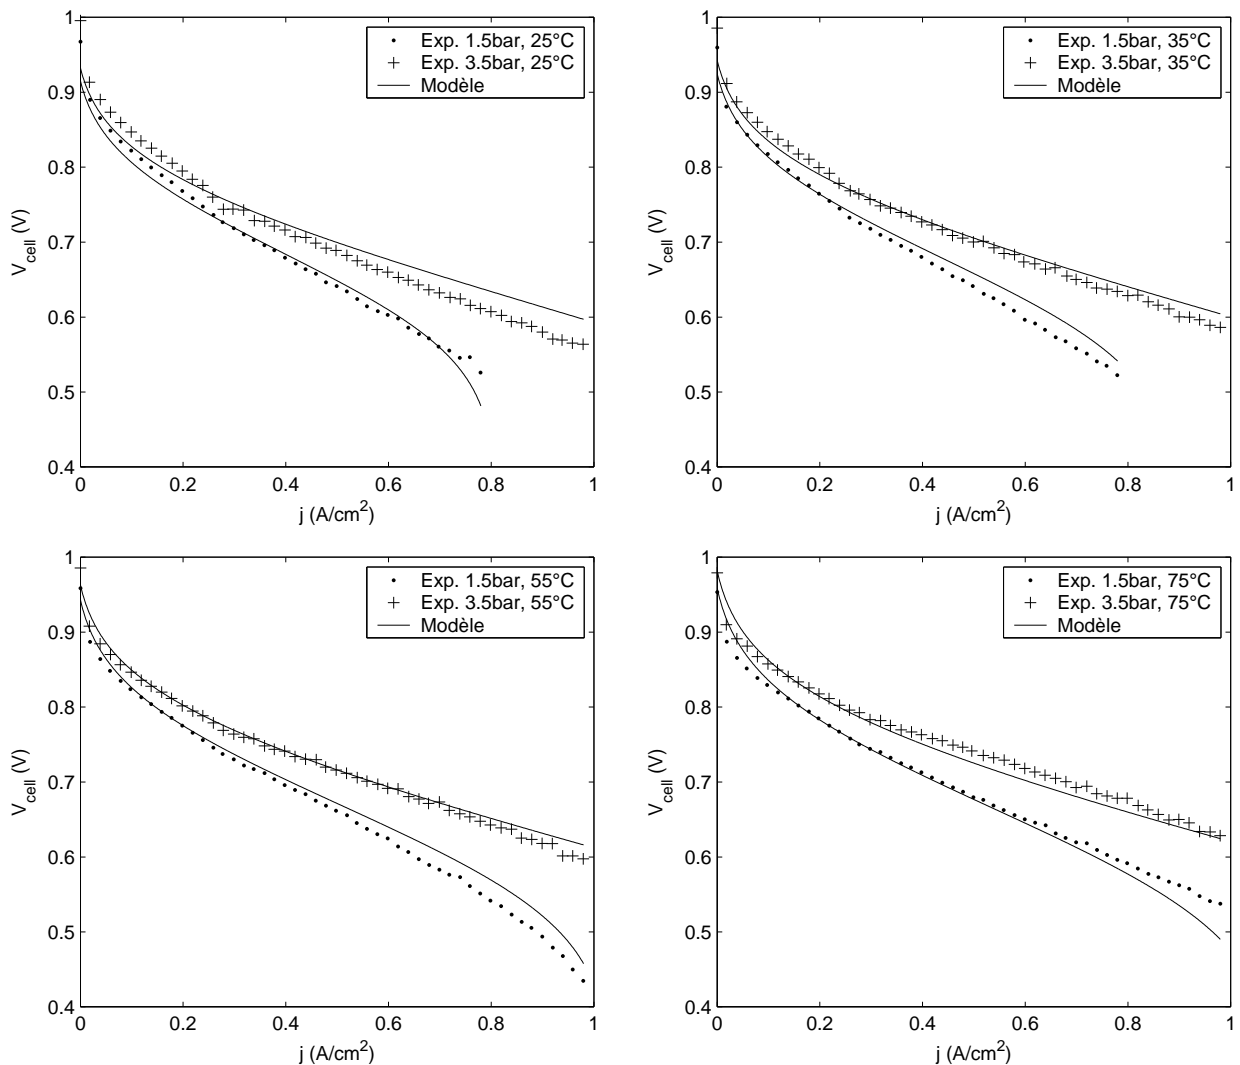 1
0.9
0.8
0.7
0.6
0.5
0.4
V_cell (V)
0 0.2 0.4 0.6 0.8 1
j (A/cm²)
Exp. 1.5bar, 25°C
Exp. 3.5bar, 25°C
Modèle
1
0.9
0.8
0.7
0.6
0.5
0.4
V_cell (V)
0 0.2 0.4 0.6 0.8 1
j (A/cm²)
Exp. 1.5bar, 35°C
Exp. 3.5bar, 35°C
Modèle
1
0.9
0.8
0.7
0.6
0.5
0.4
V_cell (V)
0 0.2 0.4 0.6 0.8 1
j (A/cm²)
Exp. 1.5bar, 55°C
Exp. 3.5bar, 55°C
Modèle
1
0.9
0.8
0.7
0.6
0.5
0.4
V_cell (V)
0 0.2 0.4 0.6 0.8 1
j (A/cm²)
Exp. 1.5bar, 75°C
Exp. 3.5bar, 75°C
Modèle